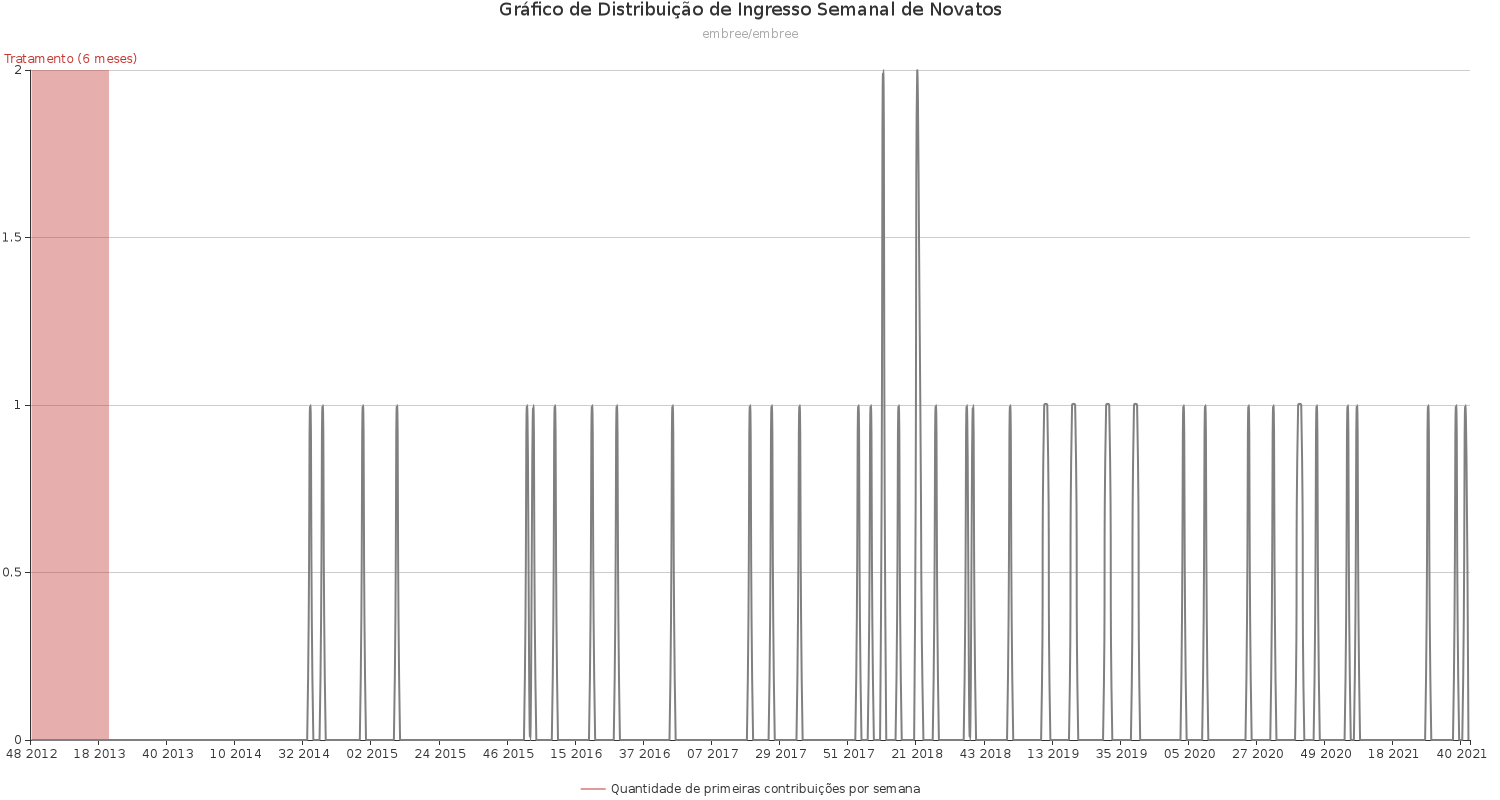 Gráfico de Distribuição de Ingresso Semanal de Novatos
embree/embree
Tratamento (6 meses)
2
1.5
1
0.5
0
48 2012 18 2013 40 2013 10 2014 32 2014 02 2015 24 2015 46 2015 15 2016 37 2016 07 2017 29 2017 51 2017 21 2018 43 2018 13 2019 35 2019 05 2020 27 2020 49 2020 18 2021 40 2021
Quantidade de primeiras contribuições por semana